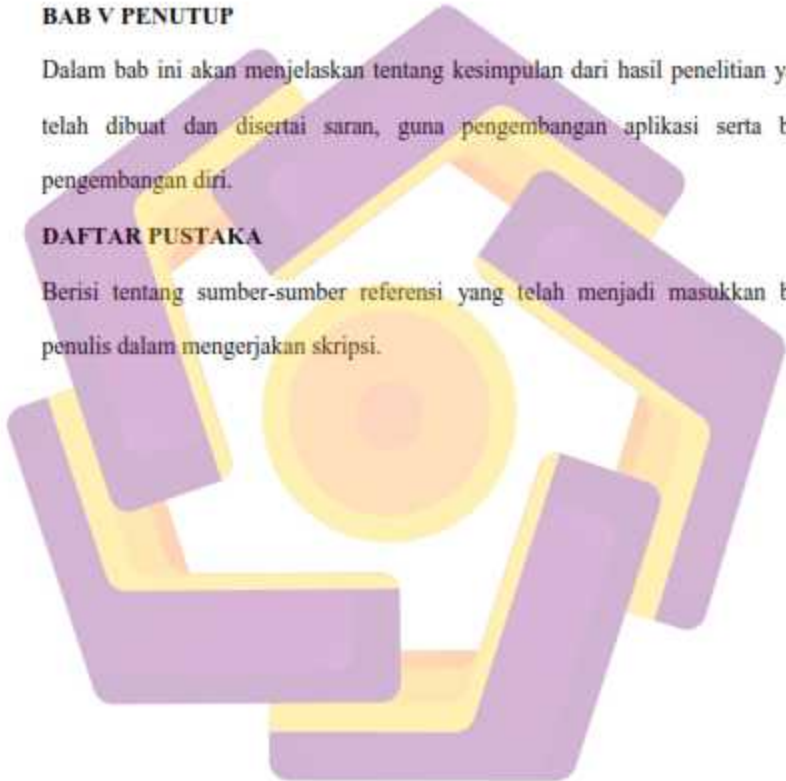 BAB V PENUTUP
Dalam bab ini akan menjelaskan tentang kesimpulan dari hasil penelitian
telah dibuat dan disertai saran, guna pengembangan aplikasi serta
pengembangan diri.
DAFTAR PUSTAKA
Berisi tentang sumber-sumber referensi yang telah menjadi masukkan
penulis dalam mengerjakan skripsi.